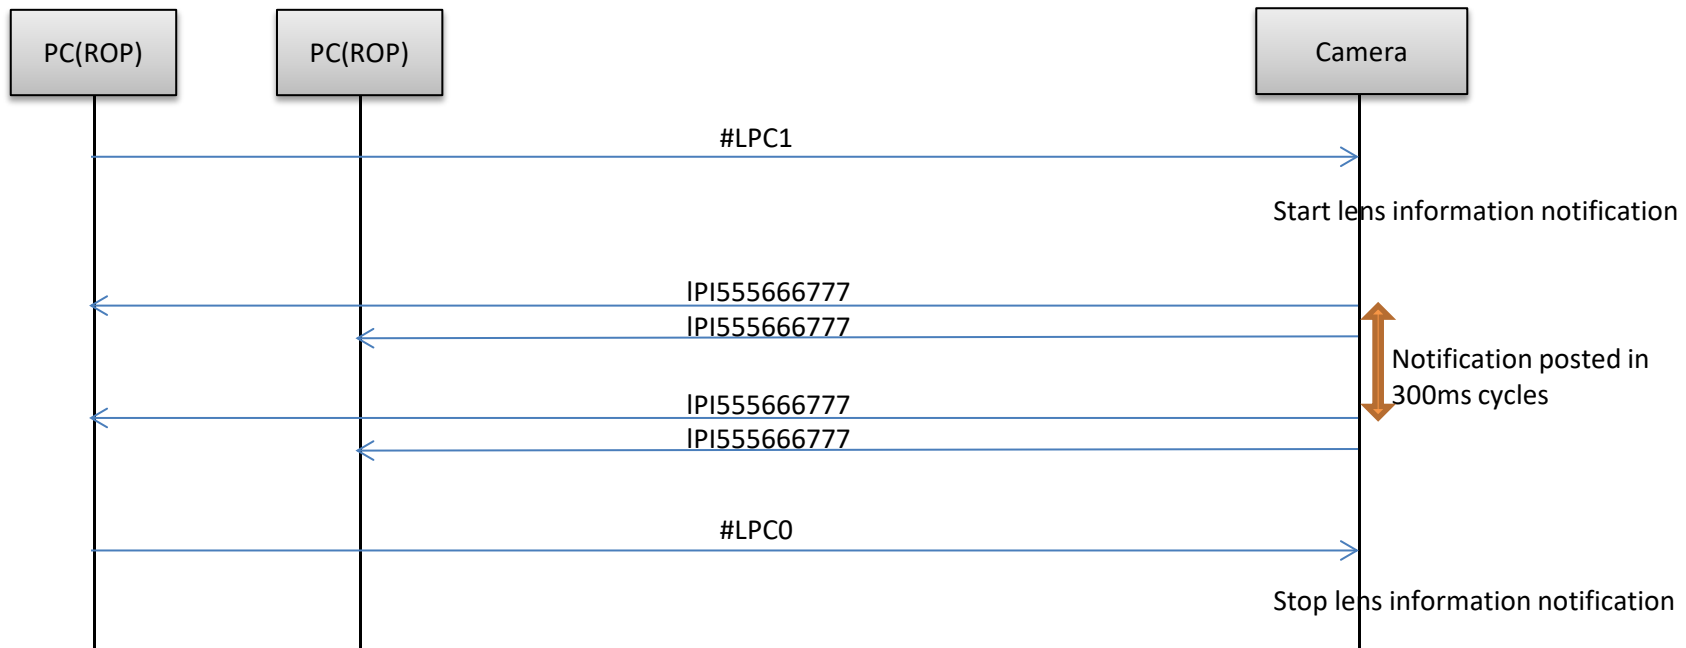 PC(ROP)
PC(ROP)
Camera
#LPC1
Start lens information notification
lPI555666777
lPI555666777
Notification posted in
300ms cycles
lPI555666777
lPI555666777
#LPC0
Stop lens information notification